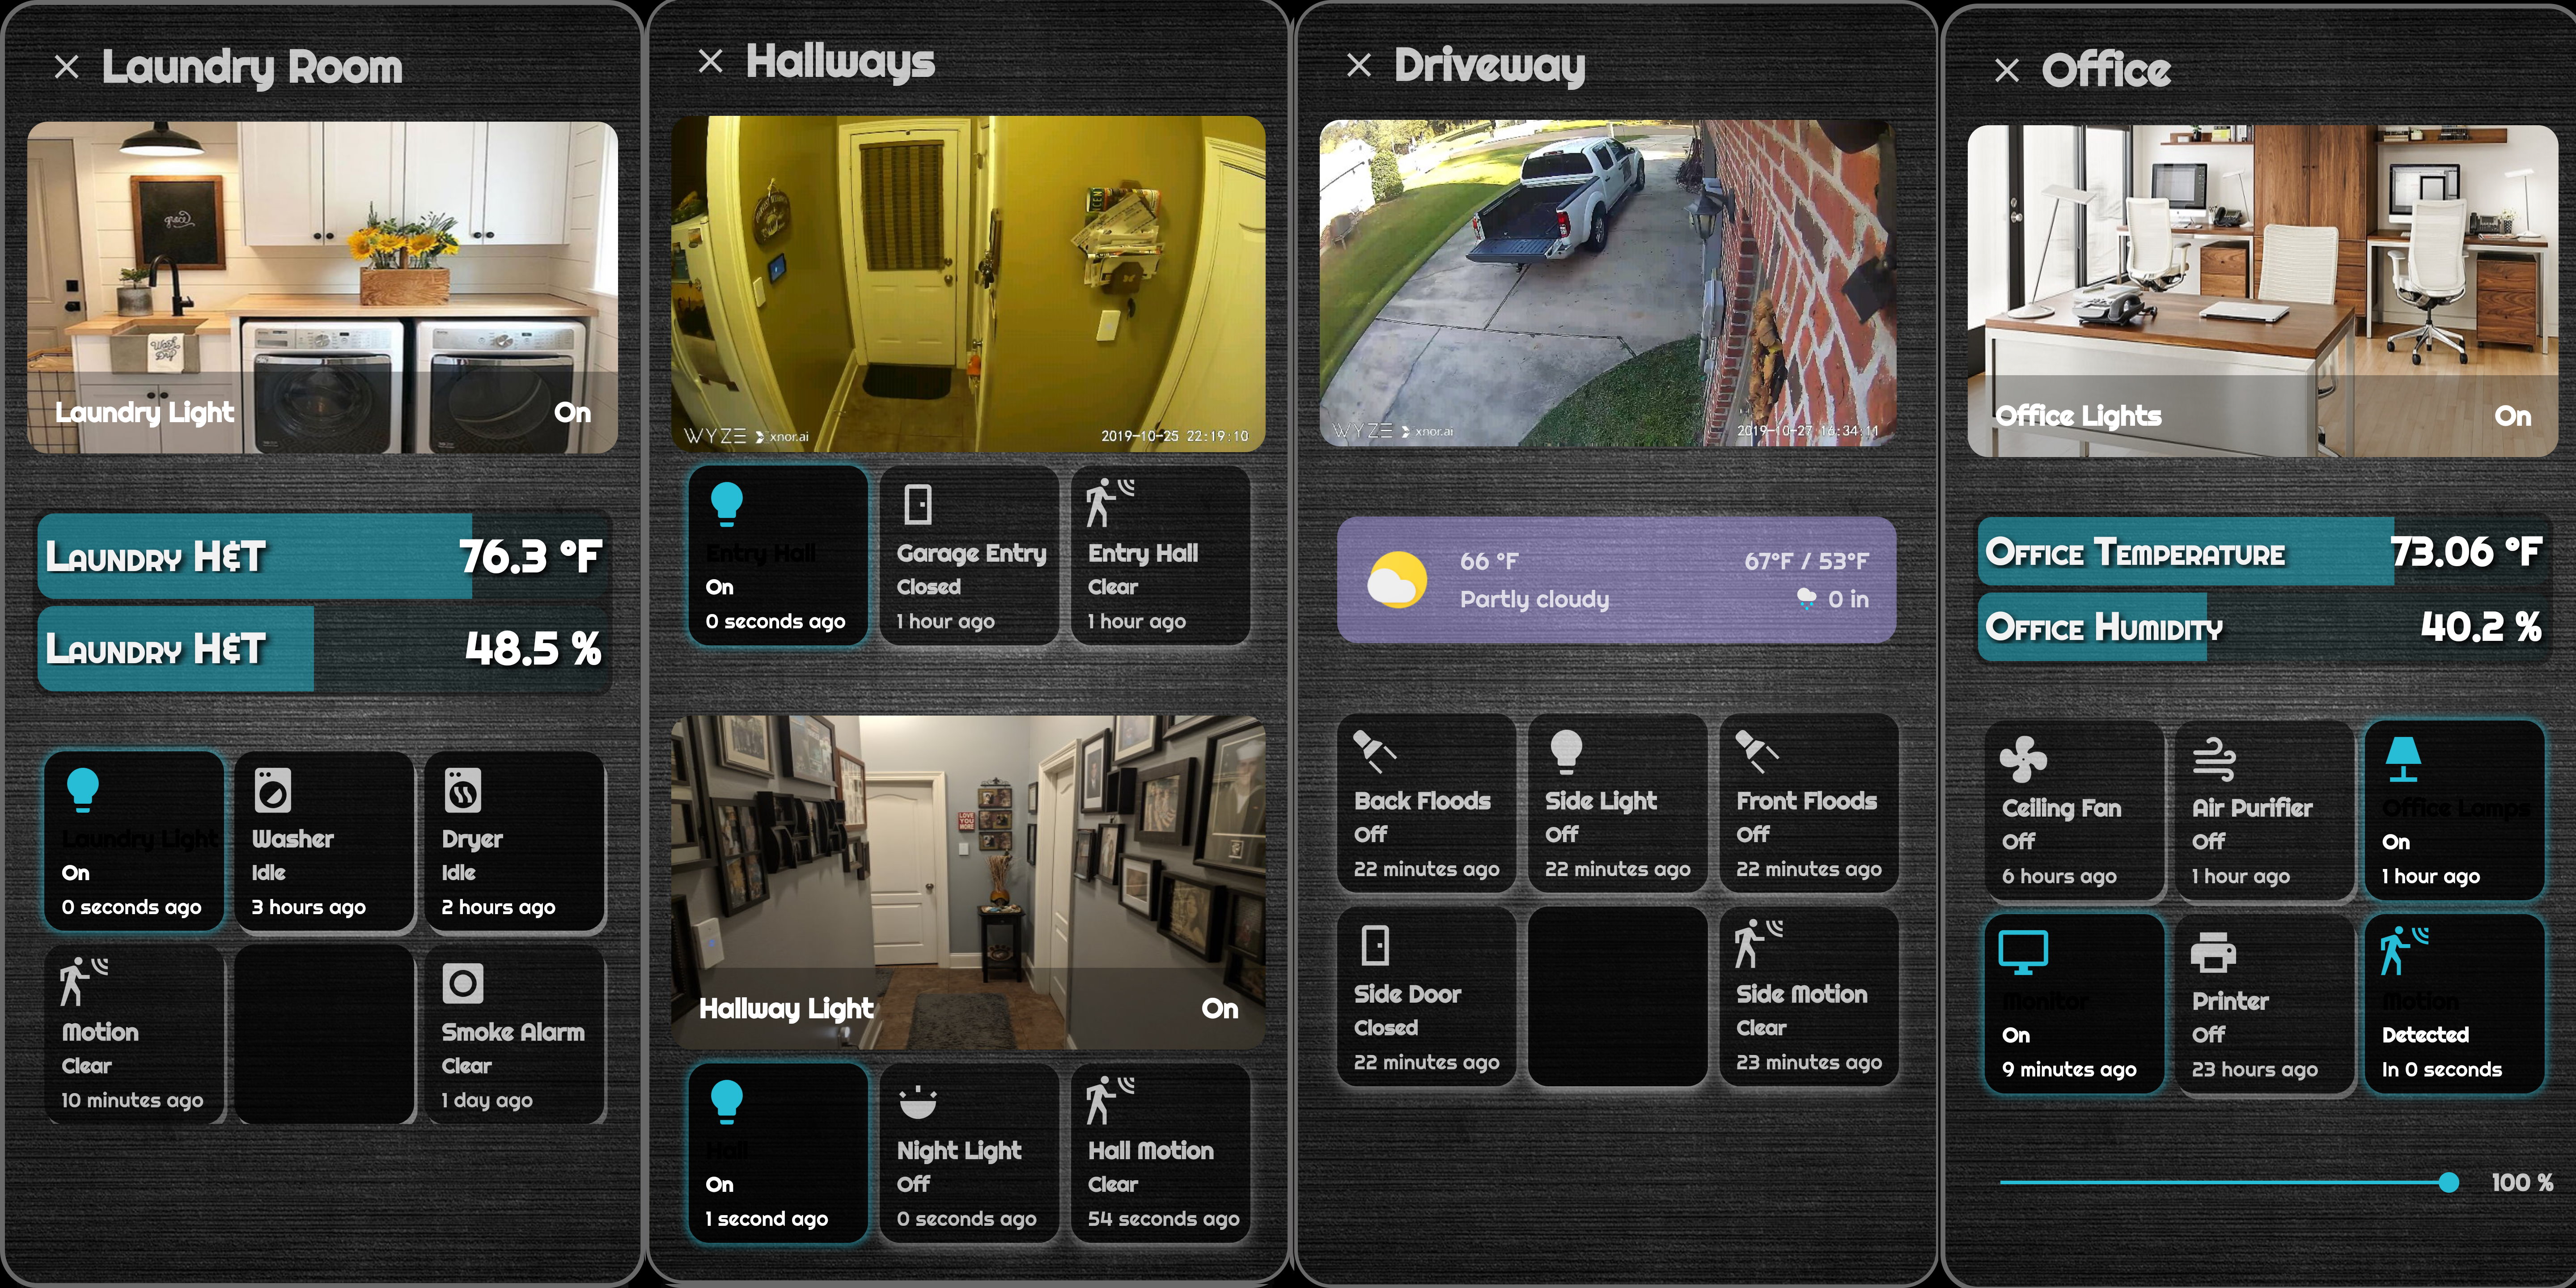 Laundry Room
grace
Wash
Dry
Laundry Light
On
Laundry H&T
76.3 °F
Laundry H&T
48.5 %
Laundry Light
On
0 seconds ago
Washer
Idle
3 hours ago
Dryer
Idle
2 hours ago
Motion
Clear
10 minutes ago
Smoke Alarm
Clear
1 day ago
Hallways
WYZE xnor.ai
2019-10-25 22:19:10
Entry Hall
On
0 seconds ago
Garage Entry
Closed
1 hour ago
Entry Hall
Clear
1 hour ago
LOVE
YOU
MORE
Hallway Light
On
Hall
On
1 second ago
Night Light
Off
0 seconds ago
Hall Motion
Clear
54 seconds ago
Driveway
WYZE xnor.ai
2019-10-27 16:34:11
66 °F
67°F / 53°F
Partly cloudy
0 in
Back Floods
Off
22 minutes ago
Side Light
Off
22 minutes ago
Front Floods
Off
22 minutes ago
Side Door
Closed
22 minutes ago
Side Motion
Clear
23 minutes ago
Office
Office Lights
On
Office Temperature
73.06 °F
Office Humidity
40.2 %
Ceiling Fan
Off
6 hours ago
Air Purifier
Off
1 hour ago
Office Lamps
On
1 hour ago
Monitor
On
9 minutes ago
Printer
Off
23 hours ago
Motion
Detected
In 0 seconds
100 %